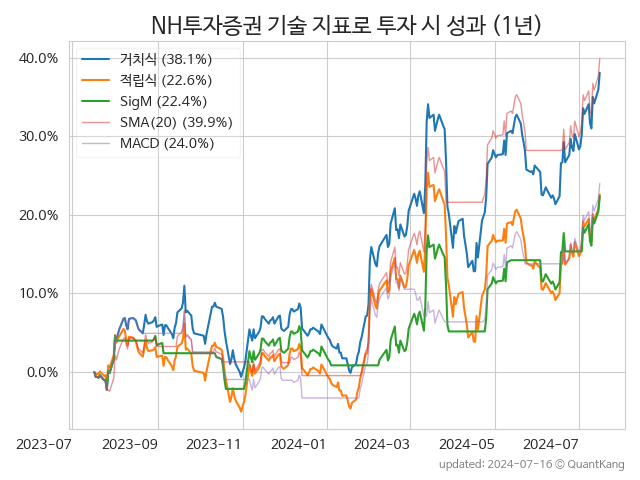 NH투자증권 기술 지표로 투자 시 성과 (1년)
거치식 (38.1%)
적립식 (22.6%)
SigM (22.4%)
SMA(20) (39.9%)
MACD (24.0%)
40.0%
30.0%
20.0%
10.0%
0.0%
2023-07
2023-09
2023-11
2024-01
2024-03
2024-05
2024-07
updated: 2024-07-16 © QuantKang